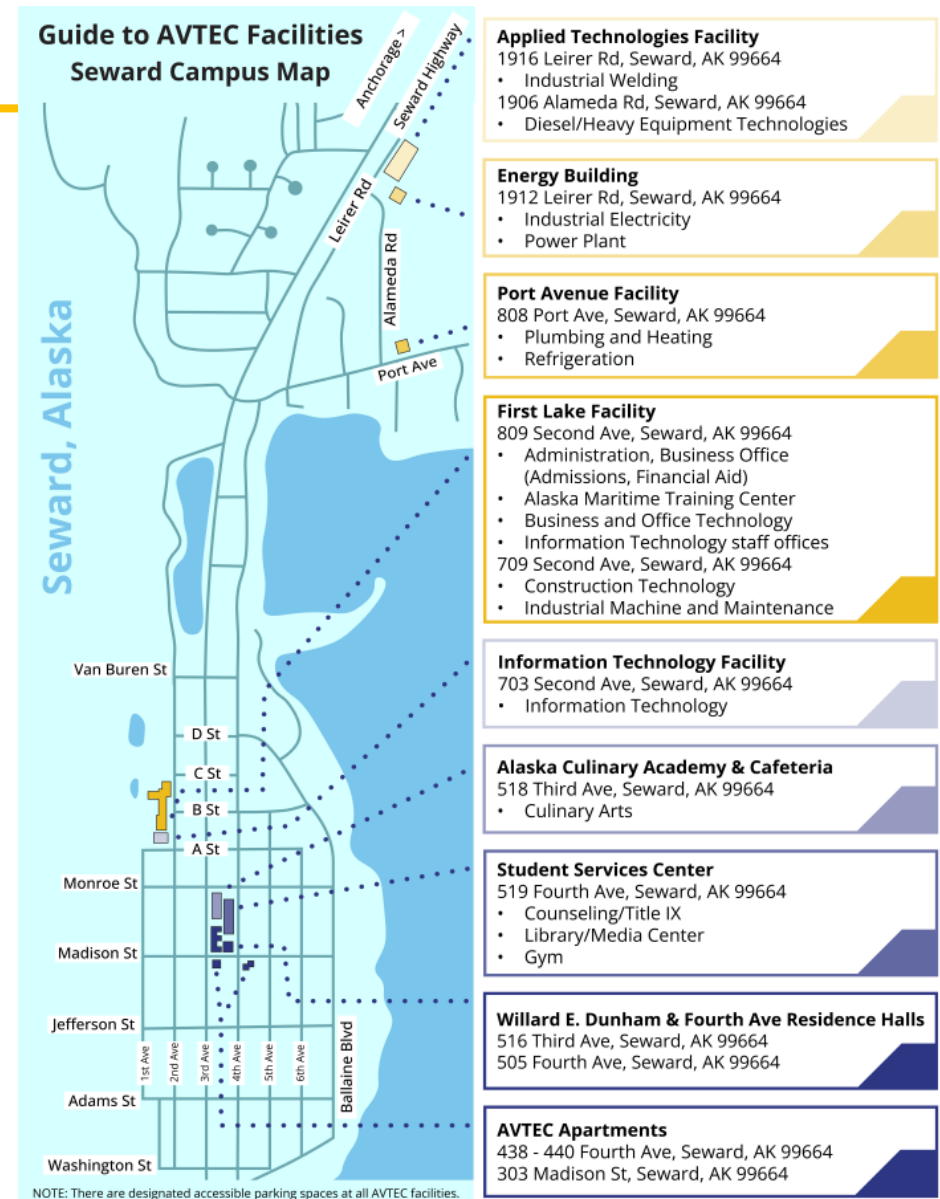 Guide to AVTEC Facilities
Seward Campus Map
Anchorage >
Seward Highway
Leirer Rd
Alameda Rd
Port Ave
Seward, Alaska
Van Buren St
D St
C St
B St
A St
Monroe St
Madison St
Jefferson St
1st Ave
2nd Ave
3rd Ave
4th Ave
5th Ave
6th Ave
Ballaine Blvd
Adams St
Washington St
NOTE: There are designated accessible parking spaces at all AVTEC facilities.
Applied Technologies Facility
1916 Leirer Rd, Seward, AK 99664
• Industrial Welding
1906 Alameda Rd, Seward, AK 99664
• Diesel/Heavy Equipment Technologies
Energy Building
1912 Leirer Rd, Seward, AK 99664
• Industrial Electricity
• Power Plant
Port Avenue Facility
808 Port Ave, Seward, AK 99664
• Plumbing and Heating
• Refrigeration
First Lake Facility
809 Second Ave, Seward, AK 99664
• Administration, Business Office
(Admissions, Financial Aid)
• Alaska Maritime Training Center
• Business and Office Technology
• Information Technology staff offices
709 Second Ave, Seward, AK 99664
• Construction Technology
• Industrial Machine and Maintenance
Information Technology Facility
703 Second Ave, Seward, AK 99664
• Information Technology
Alaska Culinary Academy & Cafeteria
518 Third Ave, Seward, AK 99664
• Culinary Arts
Student Services Center
519 Fourth Ave, Seward, AK 99664
• Counseling/Title IX
• Library/Media Center
• Gym
Willard E. Dunham & Fourth Ave Residence Halls
516 Third Ave, Seward, AK 99664
505 Fourth Ave, Seward, AK 99664
AVTEC Apartments
438 - 440 Fourth Ave, Seward, AK 99664
303 Madison St, Seward, AK 99664